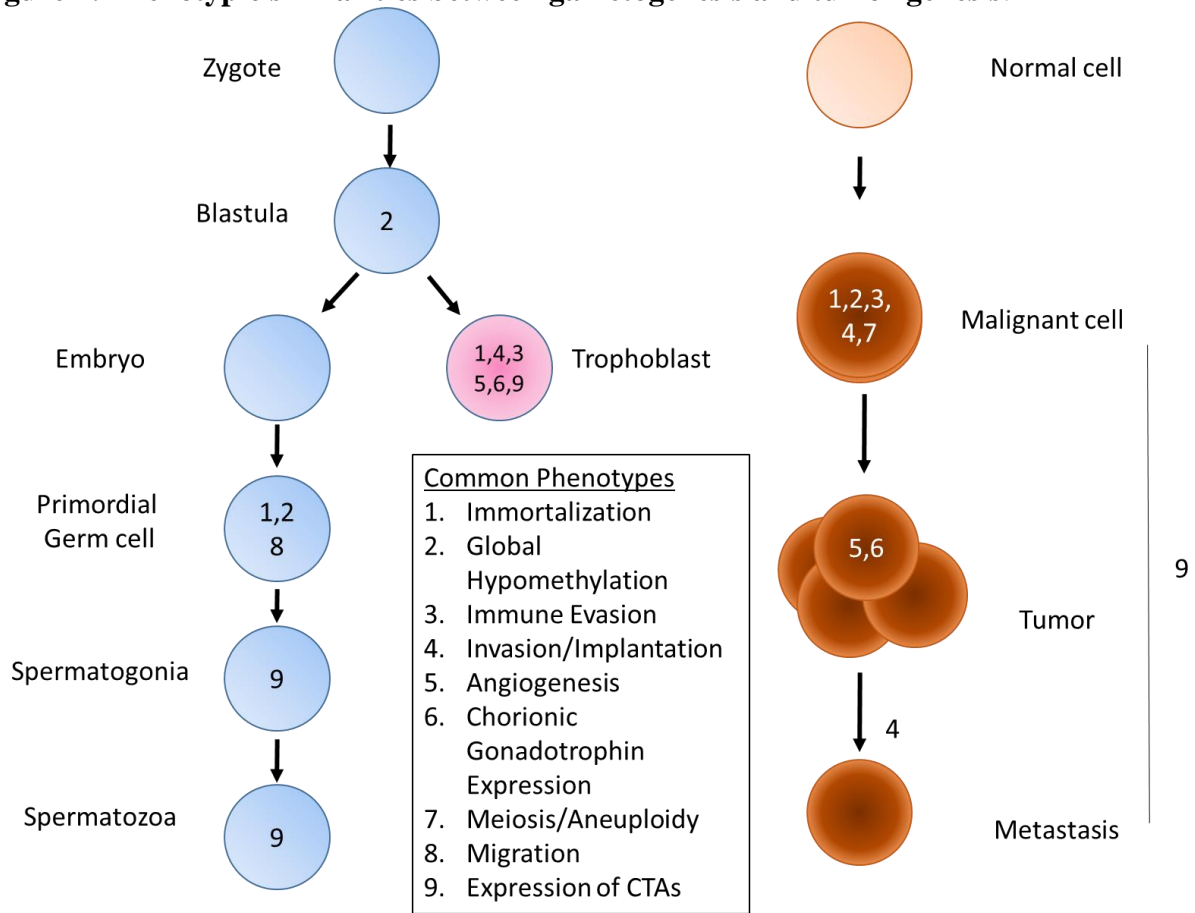 Zygote
Normal cell
Blastula
2
1,2,3,
4,7
Malignant cell
Embryo
1,4,3
5,6,9
Trophoblast
Primordial
Germ cell
1,2
8
Common Phenotypes
1. Immortalization
2. Global
Hypomethylation
3. Immune Evasion
4. Invasion/Implantation
5. Angiogenesis
6. Chorionic
Gonadotrophin
Expression
7. Meiosis/Aneuploidy
8. Migration
9. Expression of CTAs
5,6
Tumor
9
Spermatogonia
9
4
Spermatozoa
9
Metastasis